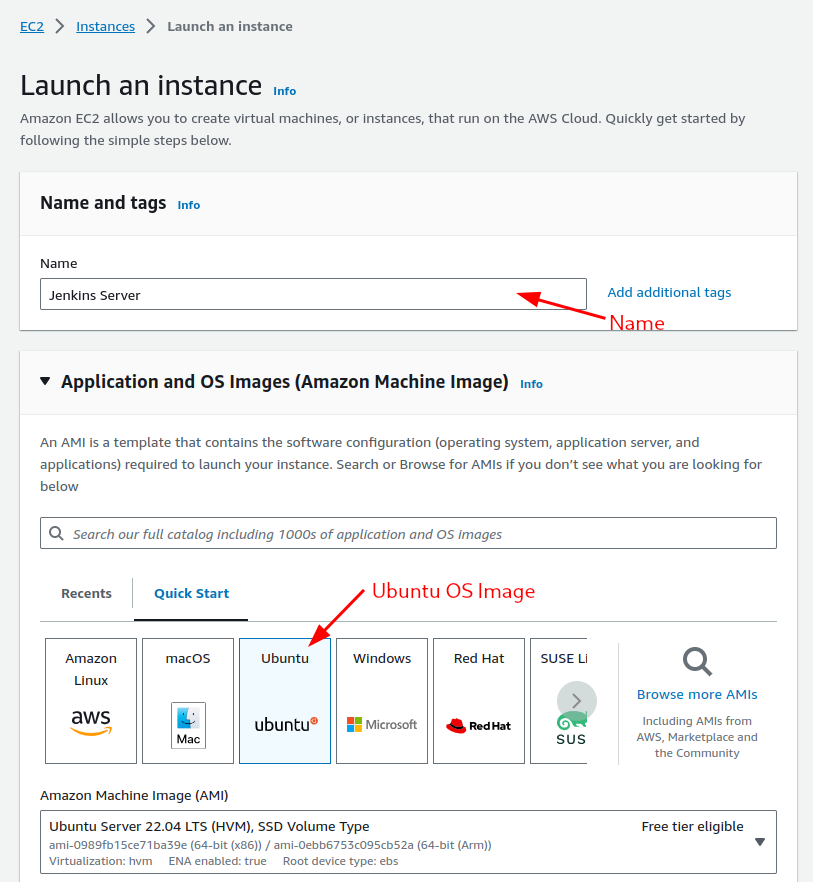 EC2 > Instances > Launch an instance
Launch an instance Info
Amazon EC2 allows you to create virtual machines, or instances, that run on the AWS Cloud. Quickly get started by
following the simple steps below.
Name and tags Info
Name
Jenkins Server
Add additional tags
Name
Application and OS Images (Amazon Machine Image) Info
An AMI is a template that contains the software configuration (operating system, application server, and
applications) required to launch your instance. Search or Browse for AMIs if you don’t see what you are looking for
below
Search our full catalog including 1000s of application and OS images
Recents
Quick Start
Ubuntu OS Image
Amazon
Linux
aws
macOS
Mac
Ubuntu
ubuntu
Windows
Microsoft
Red Hat
Red Hat
SUSE Li
SUS
Browse more AMIs
Including AMIs from
AWS, Marketplace and
the Community
Amazon Machine Image (AMI)
Ubuntu Server 22.04 LTS (HVM), SSD Volume Type
Free tier eligible
ami-0989fb15ce71ba39e (64-bit (x86)) / ami-0ebb6753c095cb52a (64-bit (Arm))
Virtualization: hvm ENA enabled: true Root device type: ebs